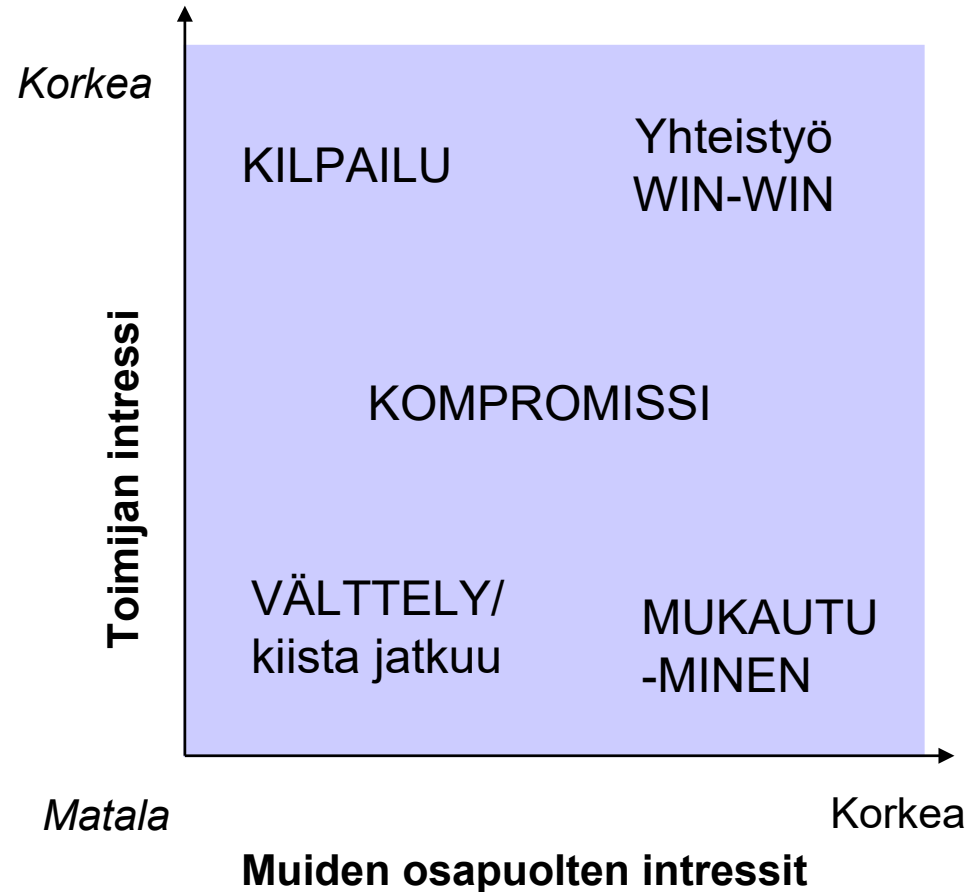 Korkea
KILPAILU
Yhteistyö
WIN-WIN
Toimijan intressi
KOMPROMISSI
VÄLTTELY/
kiista jatkuu
MUKAUTU
-MINEN
Matala
Korkea
Muiden osapuolten intressit